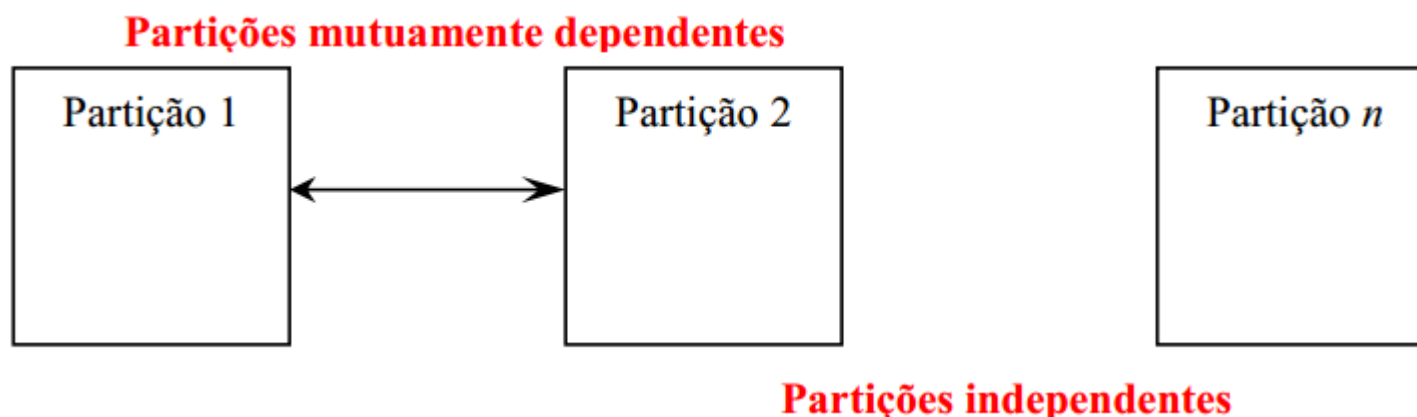 Partições mutuamente dependentes
Partição 1
Partição 2
Partição n
Partições independentes